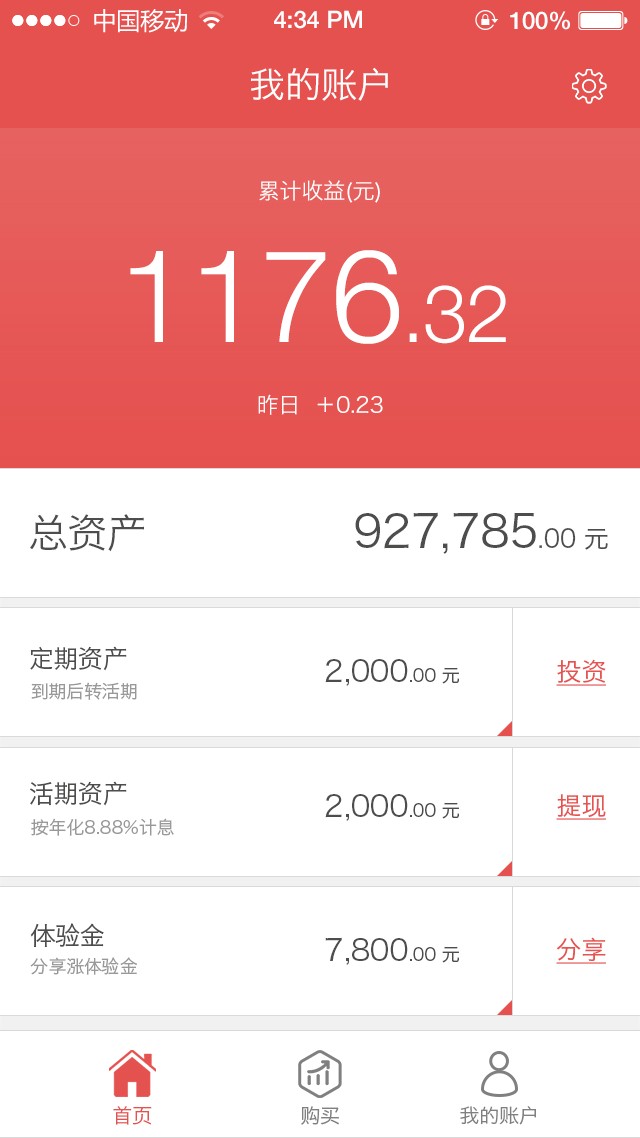 中国移动 4:34 PM 100%
我的账户
累计收益(元)
1176.32
昨日 +0.23
总资产 927,785.00 元
定期资产 2,000.00 元 投资
到期后转活期
活期资产 2,000.00 元 提现
按年化8.88%计息
体验金 7,800.00 元 分享
分享涨体验金
首页 购买 我的账户